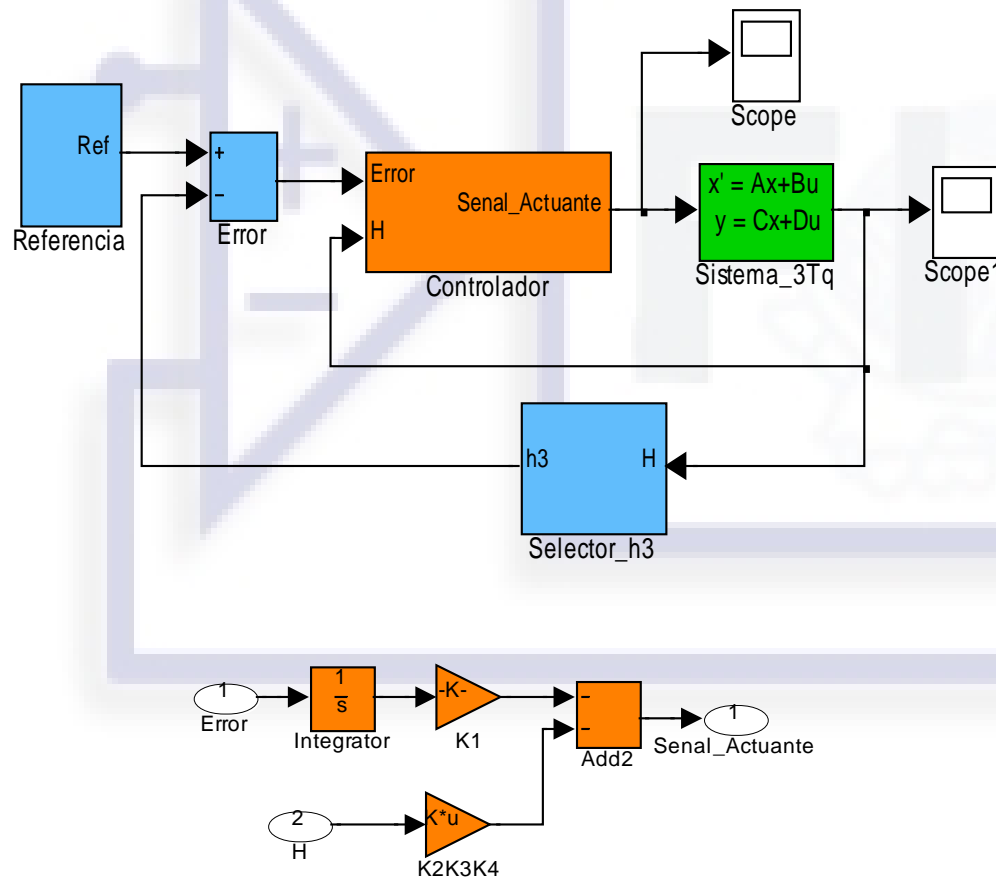 Scope
Ref
+
−
Error
Referencia
Error
Senal_Actuante
H
Controlador
x' = Ax+Bu
y = Cx+Du
Sistema_3Tq
Scope1
h3
H
Selector_h3
1
Error
1
s
Integrator
-K-
K1
−
−
Add2
1
Senal_Actuante
2
H
K*u
K2K3K4